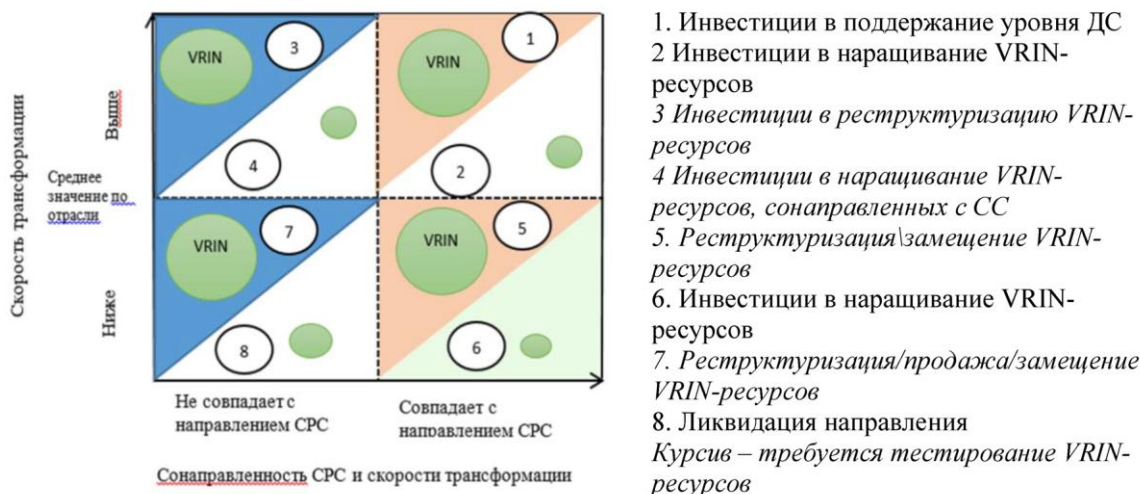 Скорость трансформации
Выше
Среднее
значение по
отрасли
Ниже
VRIN
3
4
VRIN
1
2
VRIN
7
8
VRIN
5
6
Не совпадает с
направлением СРС
Совпадает с
направлением СРС
Сонаправленность СРС и скорости трансформации
1. Инвестиции в поддержание уровня ДС
2 Инвестиции в наращивание VRIN-
ресурсов
3 Инвестиции в реструктуризацию VRIN-
ресурсов
4 Инвестиции в наращивание VRIN-
ресурсов, сонаправленных с СС
5. Реструктуризация\замещение VRIN-
ресурсов
6. Инвестиции в наращивание VRIN-
ресурсов
7. Реструктуризация/продажа/замещение
VRIN-ресурсов
8. Ликвидация направления
Курсив – требуется тестирование VRIN-
ресурсов